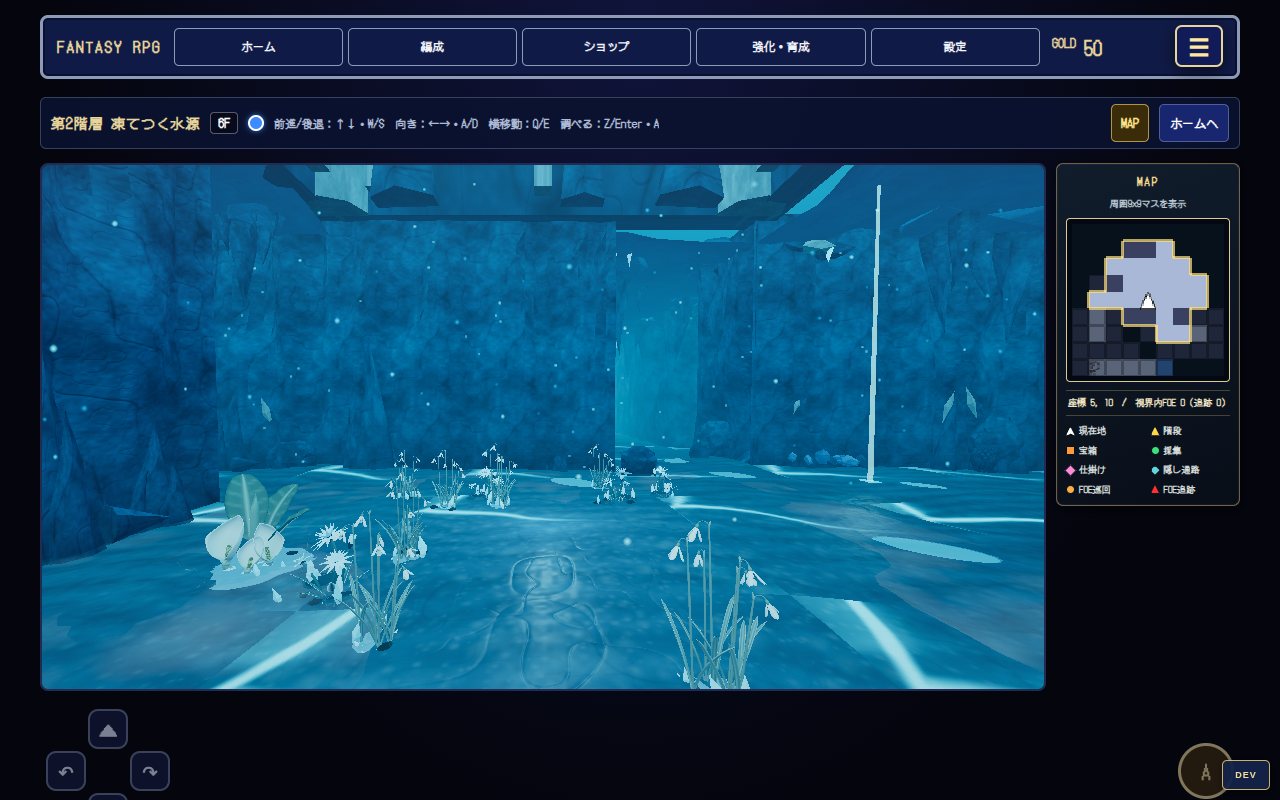 FANTASY RPG
ホーム
編成
ショップ
強化・育成
設定
GOLD 50
第2階層 凍てつく水源
6F
前進/後退：↑↓・W/S 向き：←→・A/D 横移動：Q/E 調べる：Z/Enter・A
MAP
ホームへ
MAP
周囲9x9マスを表示
座標 5, 10 / 視界内FOE 0（追跡 0）
現在地
階段
宝箱
採集
仕掛け
隠し通路
FOE巡回
FOE追跡
A
DEV